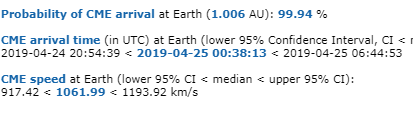 Probability of CME arrival at Earth (1.006 AU): 99.94 %
CME arrival time (in UTC) at Earth (lower 95% Confidence Interval, CI <
2019-04-24 20:54:39 < 2019-04-25 00:38:13 < 2019-04-25 06:44:53
CME speed at Earth (lower 95% CI < median < upper 95% CI):
917.42 < 1061.99 < 1193.92 km/s